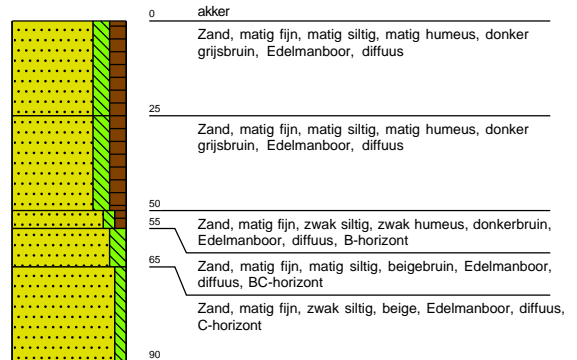 0 akker
Zand, matig fijn, matig siltig, matig humeus, donker
grijsbruin, Edelmanboor, diffuus
25
Zand, matig fijn, matig siltig, matig humeus, donker
grijsbruin, Edelmanboor, diffuus
50
55
Zand, matig fijn, zwak siltig, zwak humeus, donkerbruin,
Edelmanboor, diffuus, B-horizont
65
Zand, matig fijn, matig siltig, beigebruin, Edelmanboor,
diffuus, BC-horizont
Zand, matig fijn, zwak siltig, beige, Edelmanboor, diffuus,
C-horizont
90